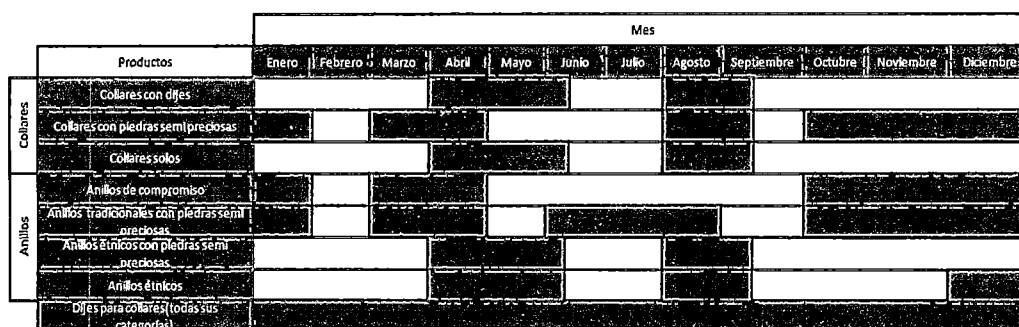 Mes
Productos Enero Febrero Marzo Abril Mayo Junio Julio Agosto Septiembre Octubre Noviembre Diciembre
Collares
Collares con dijes
Collares con piedras semi preciosas
Collares solos
Anillos
Anillos de compromiso
Anillos tradicionales con piedras semi
preciosas
Anillos étnicos con piedras semi
preciosas
Anillos étnicos
Dijes para collares(todas sus
categorías)